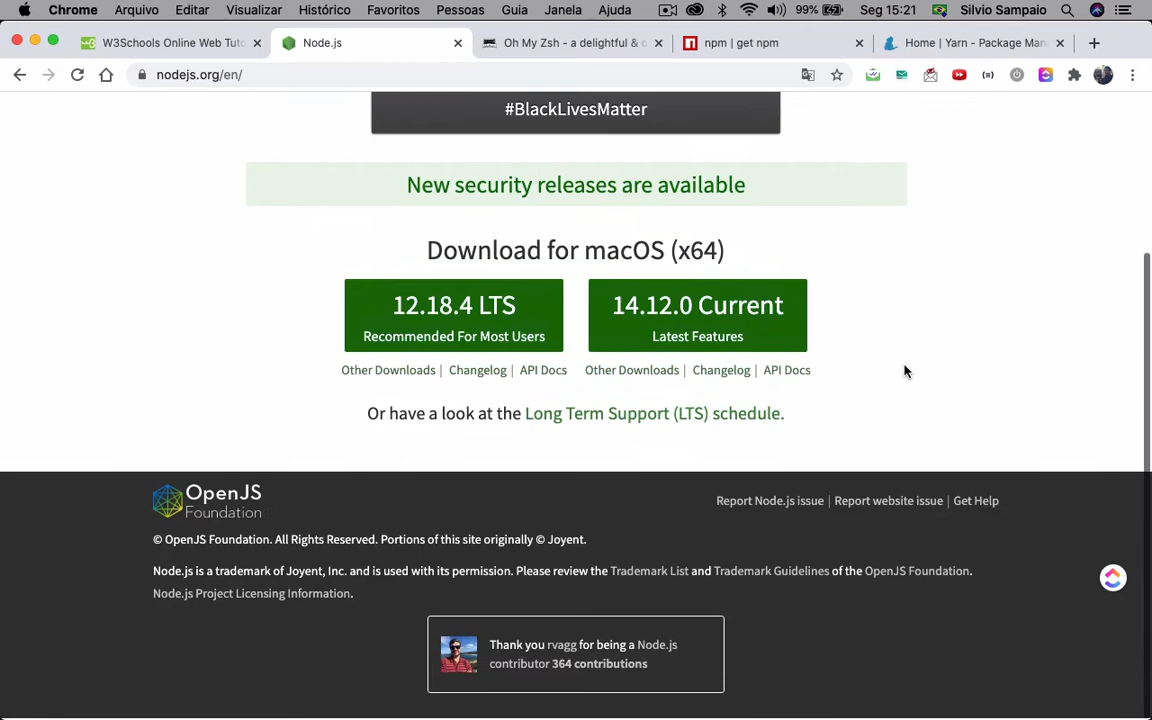 Chrome Arquivo Editar Visualizar Histórico Favoritos Pessoas Guia Janela Ajuda 99% Seg 15:21 Silvio Sampaio
W3Schools Online Web Tuto Node.js Oh My Zsh - a delightful & o npm | get npm Home | Yarn - Package Man
nodejs.org/en/
#BlackLivesMatter
New security releases are available
Download for macOS (x64)
12.18.4 LTS 14.12.0 Current
Recommended For Most Users Latest Features
Other Downloads | Changelog | API Docs Other Downloads | Changelog | API Docs
Or have a look at the Long Term Support (LTS) schedule.
OpenJS
Foundation
Report Node.js issue | Report website issue | Get Help
© OpenJS Foundation. All Rights Reserved. Portions of this site originally © Joyent.
Node.js is a trademark of Joyent, Inc. and is used with its permission. Please review the Trademark List and Trademark Guidelines of the OpenJS Foundation.
Node.js Project Licensing Information.
Thank you rvagg for being a Node.js
contributor 364 contributions